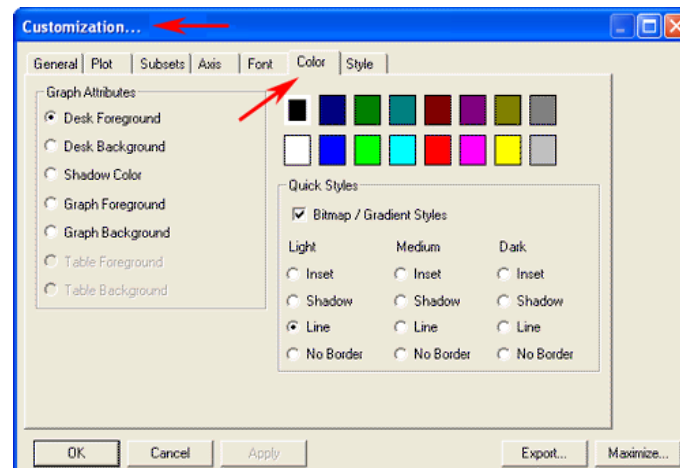 Customization...
General Plot Subsets Axis Font Color Style
Graph Attributes
Desk Foreground
Desk Background
Shadow Color
Graph Foreground
Graph Background
Table Foreground
Table Background
Quick Styles
Bitmap / Gradient Styles
Light Medium Dark
Inset Inset Inset
Shadow Shadow Shadow
Line Line Line
No Border No Border No Border
OK Cancel Apply Export... Maximize...